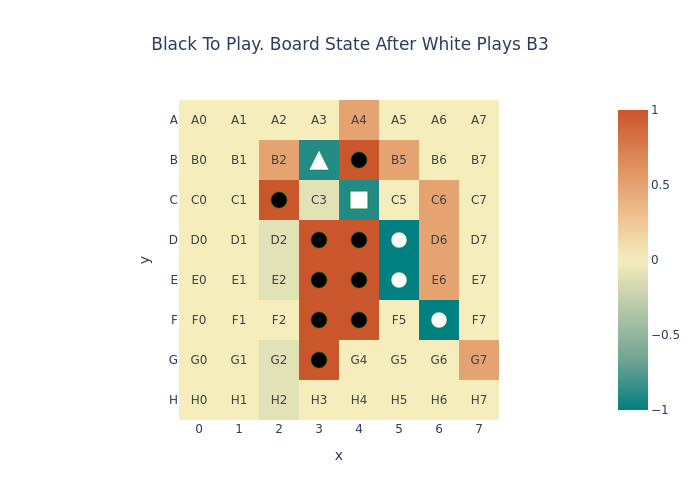 Black To Play. Board State After White Plays B3
A A0 A1 A2 A3 A4 A5 A6 A7
B B0 B1 B2 B5 B6 B7
C C0 C1 C3 C5 C6 C7
D D0 D1 D2 D6 D7
E E0 E1 E2 E6 E7
F F0 F1 F2 F5 F7
G G0 G1 G2 G4 G5 G6 G7
H H0 H1 H2 H3 H4 H5 H6 H7
0 1 2 3 4 5 6 7
x
y
1
0.5
0
−0.5
−1